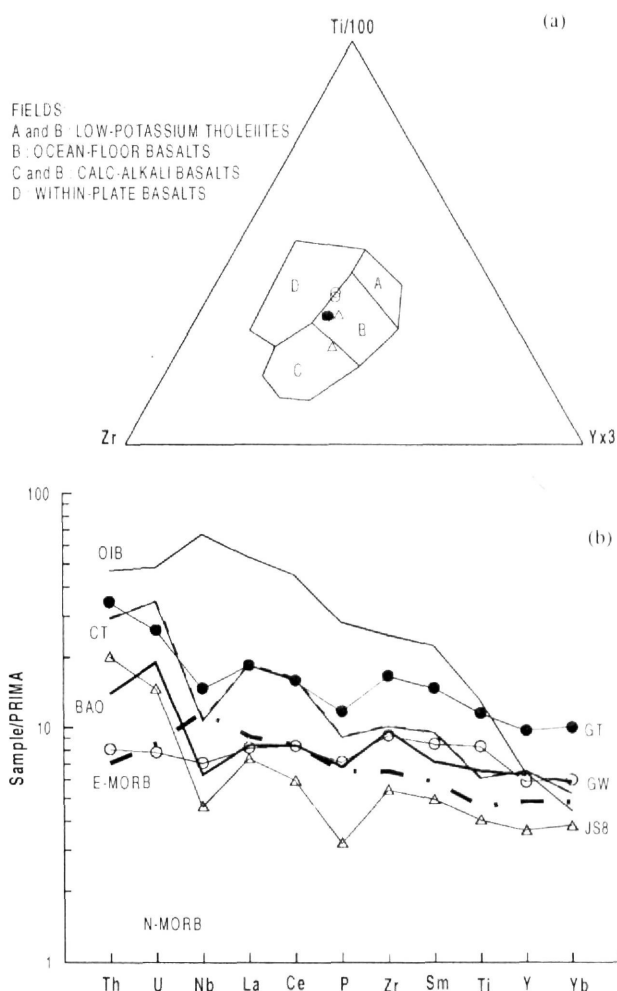 (a)
Ti/100
FIELDS
A and B : LOW-POTASSIUM THOLEIITES
B : OCEAN-FLOOR BASALTS
C and B : CALC-ALKALI BASALTS
D : WITHIN-PLATE BASALTS
D
A
B
C
Zr
Yx3
(b)
Sample/PRIMA
100
10
1
OIB
CT
BAO
E-MORB
N-MORB
GT
GW
JS8
Th U Nb La Ce P Zr Sm Ti Y Yb